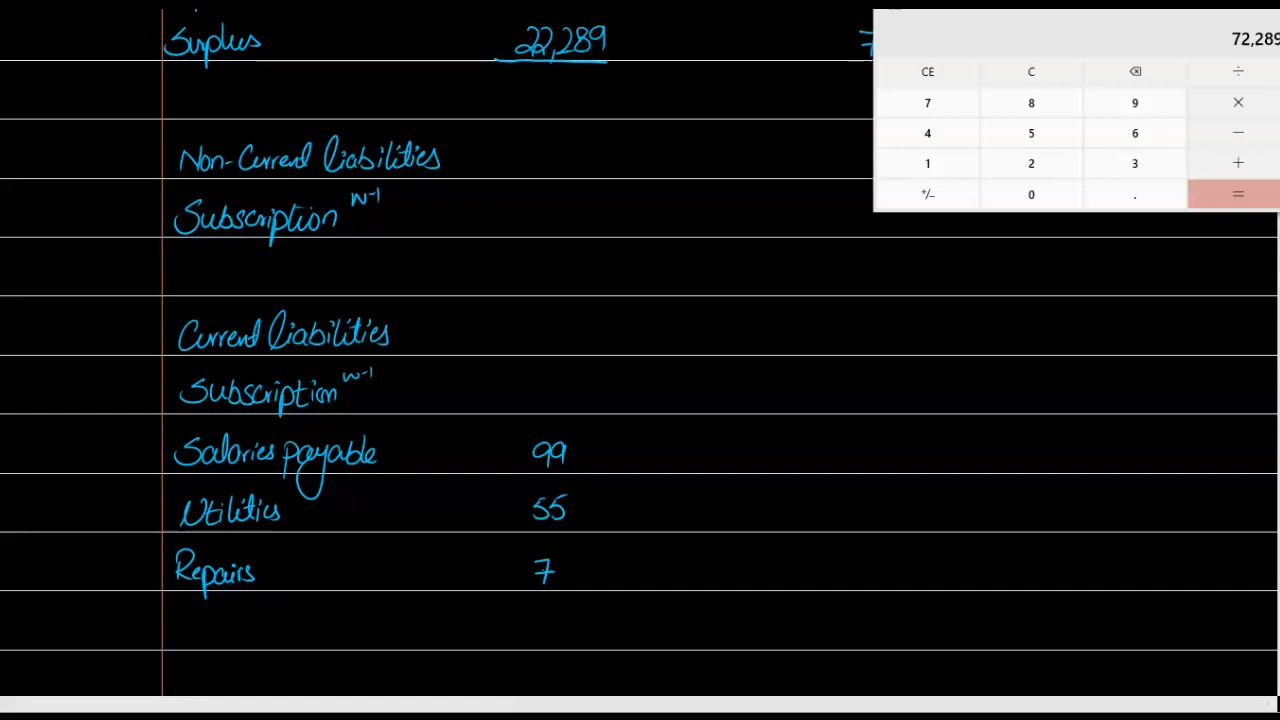 Surplus 22,289 7
72,289
CE C ÷
7 8 9 ×
4 5 6 −
1 2 3 +
+/− 0 . =
Non-Current liabilities
Subscription W-1
Current liabilities
Subscription W-1
Salaries payable 99
Utilities 55
Repairs 7